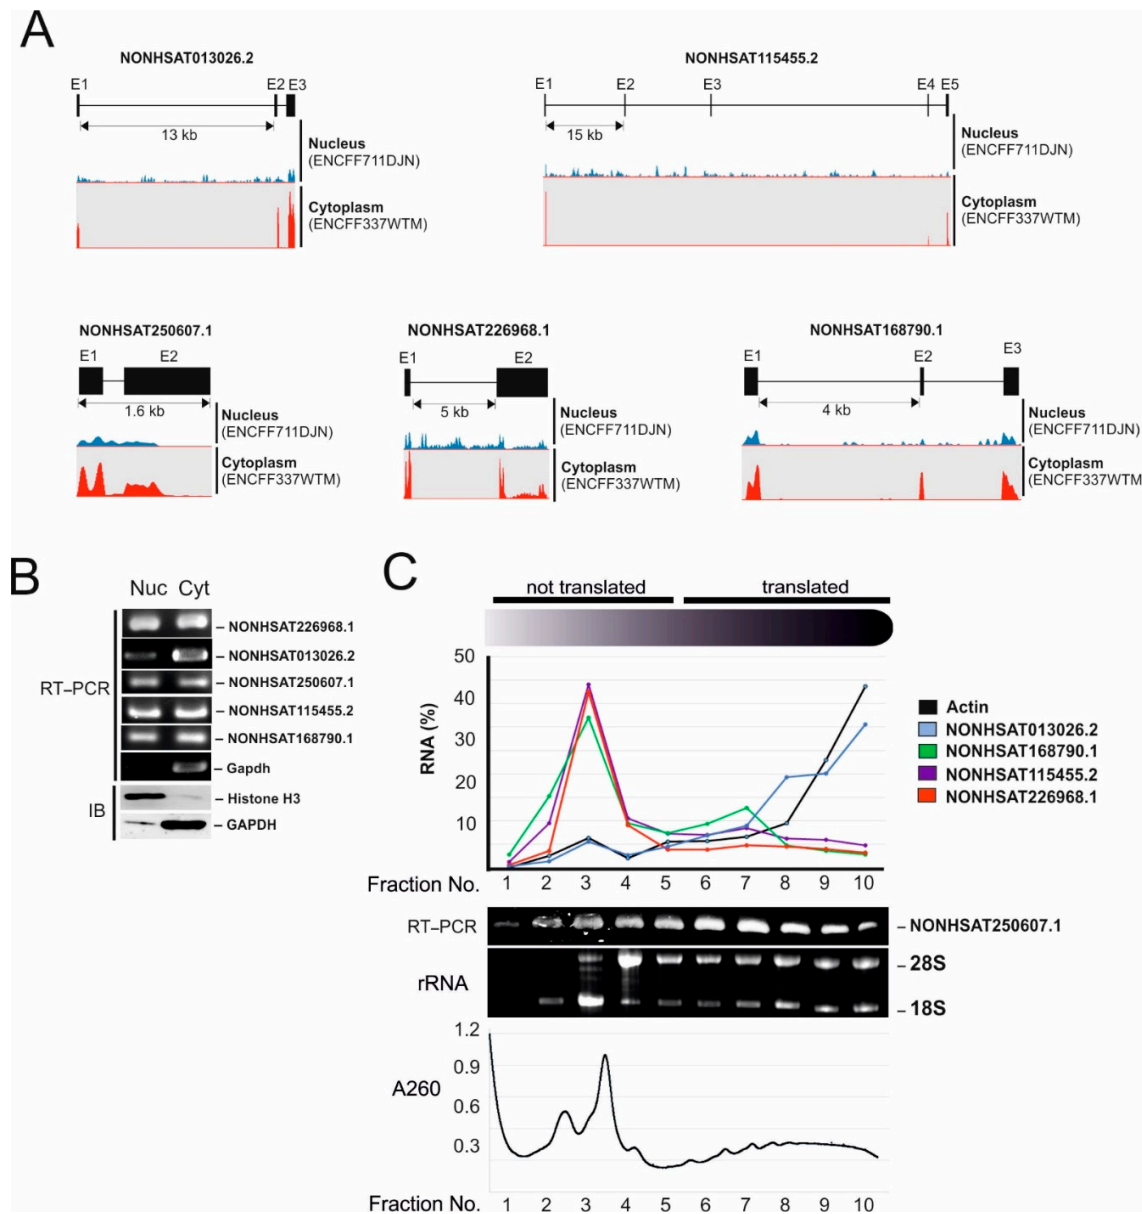 A
NONHSAT013026.2
E1 E2 E3
13 kb
Nucleus
(ENCFF711DJN)
Cytoplasm
(ENCFF337WTM)
NONHSAT115455.2
E1 E2 E3 E4 E5
15 kb
Nucleus
(ENCFF711DJN)
Cytoplasm
(ENCFF337WTM)
NONHSAT250607.1
E1 E2
1.6 kb
Nucleus
(ENCFF711DJN)
Cytoplasm
(ENCFF337WTM)
NONHSAT226968.1
E1 E2
5 kb
Nucleus
(ENCFF711DJN)
Cytoplasm
(ENCFF337WTM)
NONHSAT168790.1
E1 E2 E3
4 kb
Nucleus
(ENCFF711DJN)
Cytoplasm
(ENCFF337WTM
B
Nuc Cyt
RT–PCR
– NONHSAT226968.1
– NONHSAT013026.2
– NONHSAT250607.1
– NONHSAT115455.2
– NONHSAT168790.1
– Gapdh
IB
– Histone H3
– GAPDH
C
not translated translated
RNA (%)
50
40
30
20
10
Actin
NONHSAT013026.2
NONHSAT168790.1
NONHSAT115455.2
NONHSAT226968.1
Fraction No. 1 2 3 4 5 6 7 8 9 10
RT–PCR – NONHSAT250607.1
rRNA
– 28S
– 18S
A260
1.2
0.9
0.6
0.3
Fraction No. 1 2 3 4 5 6 7 8 9 10